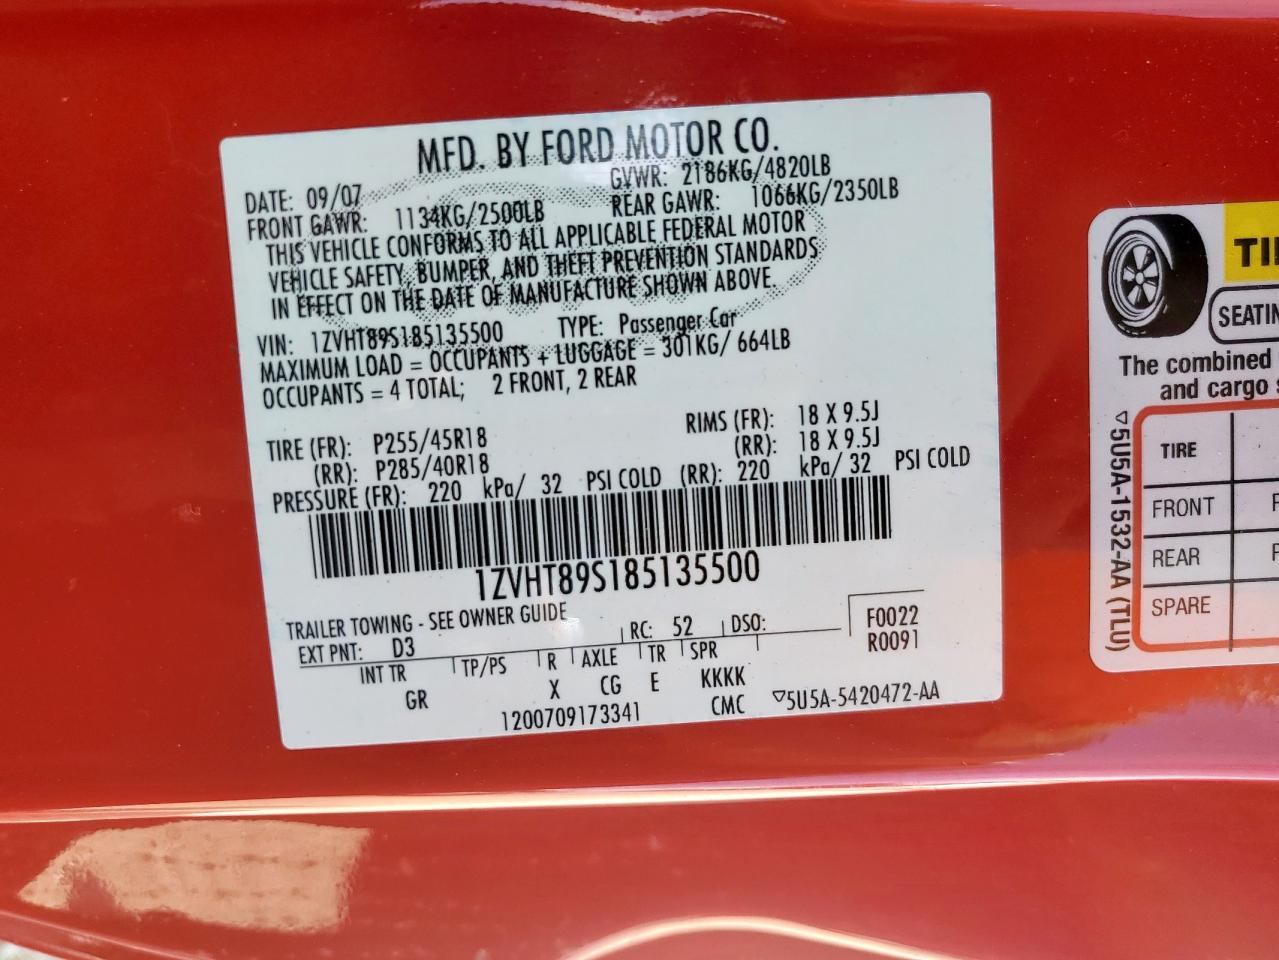 MFD. BY FORD MOTOR CO.
DATE: 09/07 GVWR: 2186KG/4820LB
FRONT GAWR: 1134KG/2500LB REAR GAWR: 1066KG/2350LB
THIS VEHICLE CONFORMS TO ALL APPLICABLE FEDERAL MOTOR
VEHICLE SAFETY, BUMPER, AND THEFT PREVENTION STANDARDS
IN EFFECT ON THE DATE OF MANUFACTURE SHOWN ABOVE.
VIN: 1ZVHT89S185135500 TYPE: Passenger Car
MAXIMUM LOAD = OCCUPANTS + LUGGAGE = 301KG/ 664LB
OCCUPANTS = 4 TOTAL; 2 FRONT, 2 REAR
TIRE (FR): P255/45R18 RIMS (FR): 18 X 9.5J
(RR): P285/40R18 (RR): 18 X 9.5J
PRESSURE (FR): 220 kPa/ 32 PSI COLD (RR): 220 kPa/ 32 PSI COLD
1ZVHT89S185135500
TRAILER TOWING - SEE OWNER GUIDE
EXT PNT: D3 RC: 52 DSO: F0022
R0091
INT TR TP/PS R AXLE TR SPR
GR X CG E KKKK
1200709173341 CMC ▽5U5A-5420472-AA
TI
SEATIN
The combined
and cargo
▽5U5A-1532-AA (TLU)
TIRE
FRONT
REAR
SPARE